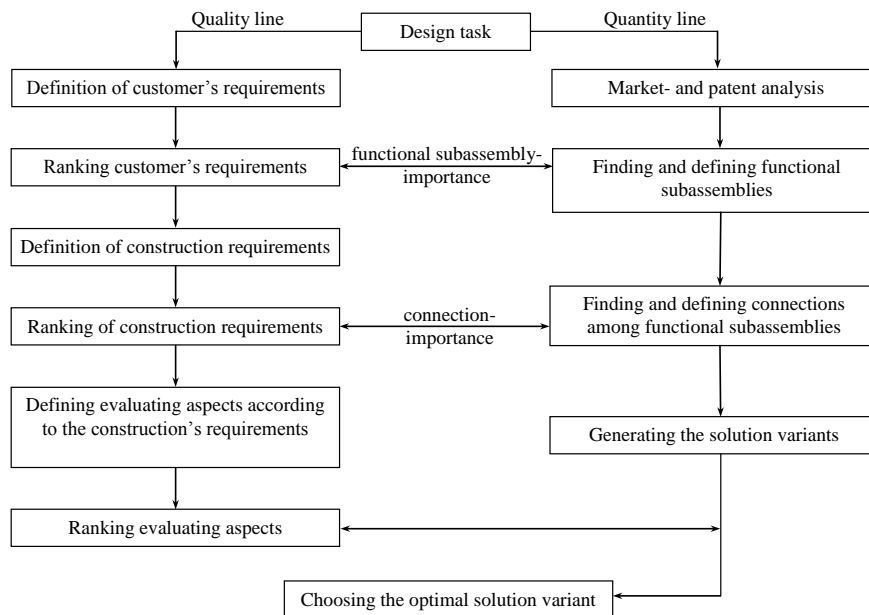 Quality line
Design task
Quantity line
Definition of customer’s requirements
Market- and patent analysis
Ranking customer’s requirements
functional subassembly-
importance
Finding and defining functional
subassemblies
Definition of construction requirements
Ranking of construction requirements
connection-
importance
Finding and defining connections
among functional subassemblies
Defining evaluating aspects according
to the construction’s requirements
Generating the solution variants
Ranking evaluating aspects
Choosing the optimal solution variant